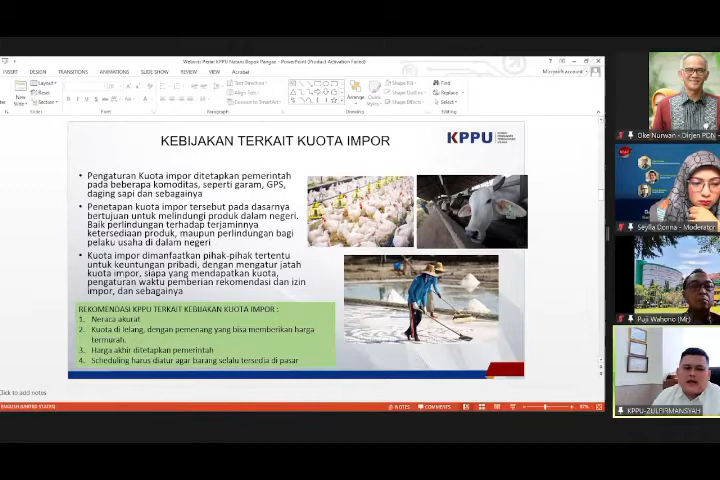 Webinar Peran KPPU Dalam Bapok Pangan - PowerPoint (Product Activation Failed)
INSERT DESIGN TRANSITIONS ANIMATIONS SLIDE SHOW REVIEW VIEW Acrobat
Microsoft account
New Slide
Layout
Reset
Section
Text Direction
Align Text
Convert to SmartArt
Arrange
Quick Styles
Shape Fill
Shape Outline
Shape Effects
Find
Replace
Select
Font
Paragraph
Drawing
Editing
KEBIJAKAN TERKAIT KUOTA IMPOR
KPPU
• Pengaturan Kuota impor ditetapkan pemerintah
pada beberapa komoditas, seperti garam, GPS,
daging sapi dan sebagainya
• Penetapan kuota impor tersebut pada dasarnya
bertujuan untuk melindungi produk dalam negeri.
Baik perlindungan terhadap terjaminnya
ketersediaan produk, maupun perlindungan bagi
pelaku usaha di dalam negeri
• Kuota impor dimanfaatkan pihak-pihak tertentu
untuk keuntungan pribadi, dengan mengatur jatah
kuota impor, siapa yang mendapatkan kuota,
pengaturan waktu pemberian rekomendasi dan izin
impor, dan sebagainya
REKOMENDASI KPPU TERKAIT KEBIJAKAN KUOTA IMPOR :
1. Neraca akurat
2. Kuota di lelang, dengan pemenang yang bisa memberikan harga
termurah.
3. Harga akhir ditetapkan pemerintah
4. Scheduling harus diatur agar barang selalu tersedia di pasar
Click to add notes
ENGLISH (UNITED STATES)
NOTES COMMENTS
Oke Nurwan - Dirjen PDN -
Seylla Donna - Moderator
Puji Wahono (Mr)
KPPU-ZULFIRMANSYAH